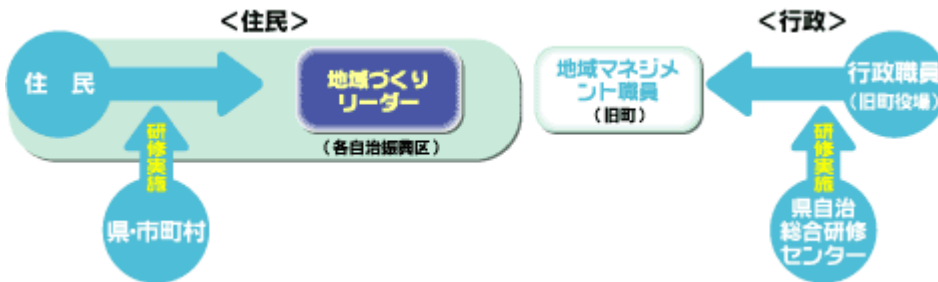 ＜住民＞
＜行政＞
住　民
地域づくり
リーダー
（各自治振興区）
地域マネジメ
ント職員
（旧町）
行政職員
（旧町役場）
研修実施
研修実施
県・市町村
県自治
総合研修
センター